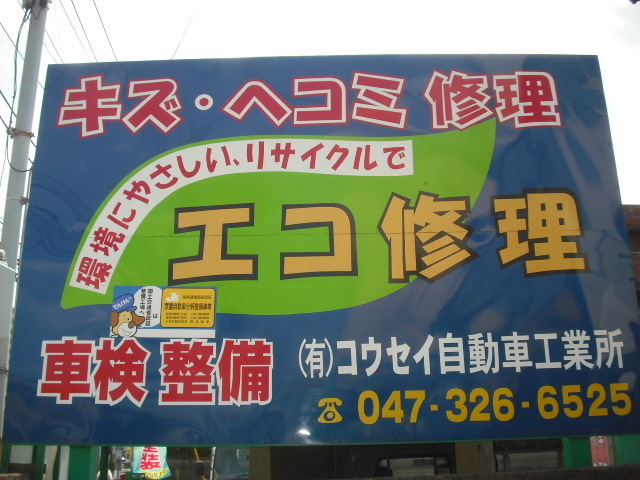 キズ・ヘコミ 修理
環境にやさしい、リサイクルで
エコ修理
車検 整備
(有)コウセイ自動車工業所
☎ 047-326-6525